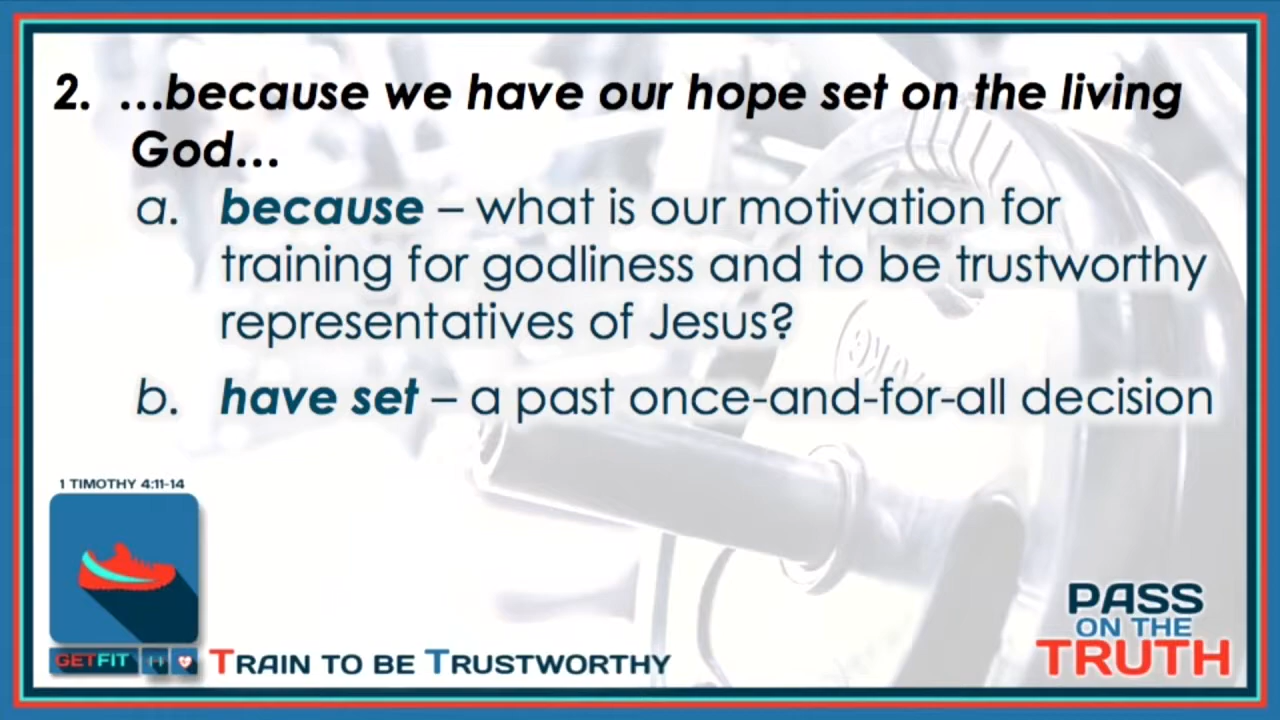 2. ...because we have our hope set on the living
God...
a. because – what is our motivation for
training for godliness and to be trustworthy
representatives of Jesus?
b. have set – a past once-and-for-all decision
1 TIMOTHY 4:11-14
GETFIT
TRAIN TO BE TRUSTWORTHY
PASS
ON THE
TRUTH